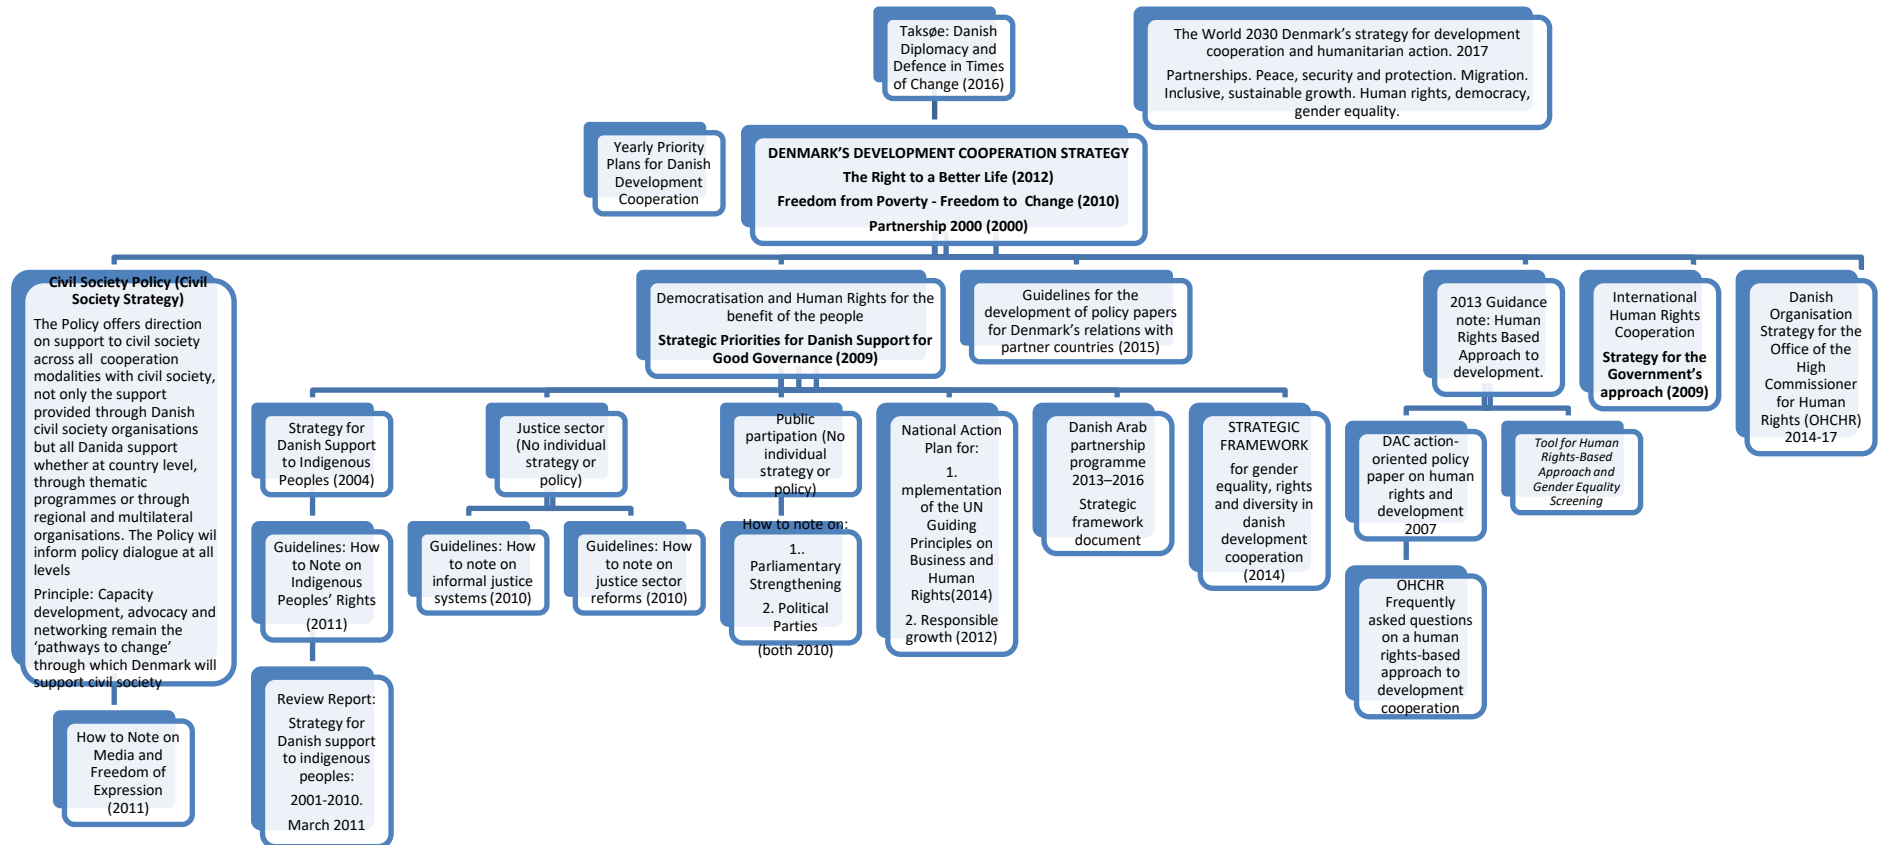 Taksøe: Danish
Diplomacy and
Defence in Times
of Change (2016)
The World 2030 Denmark's strategy for development
cooperation and humanitarian action. 2017
Partnerships. Peace, security and protection. Migration.
Inclusive, sustainable growth. Human rights, democracy,
gender equality.
Yearly Priority
Plans for Danish
Development
Cooperation
DENMARK'S DEVELOPMENT COOPERATION STRATEGY
The Right to a Better Life (2012)
Freedom from Poverty - Freedom to Change (2010)
Partnership 2000 (2000)
Civil Society Policy (Civil
Society Strategy)
The Policy offers direction
on support to civil society
across all cooperation
modalities with civil society,
not only the support
provided through Danish
civil society organisations
but all Danida support
whether at country level,
through thematic
programmes or through
regional and multilateral
organisations. The Policy wil
inform policy dialogue at all
levels
Principle: Capacity
development, advocacy and
networking remain the
'pathways to change'
through which Denmark will
support civil society
How to Note on
Media and
Freedom of
Expression
(2011)
Democratisation and Human Rights for the
benefit of the people
Strategic Priorities for Danish Support for
Good Governance (2009)
Strategy for
Danish Support
to Indigenous
Peoples (2004)
Guidelines: How
to Note on
Indigenous
Peoples' Rights
(2011)
Review Report:
Strategy for
Danish support
to indigenous
peoples:
2001-2010.
March 2011
Justice sector
(No individual
strategy or
policy)
Guidelines: How
to note on
informal justice
systems (2010)
Guidelines: How
to note on
justice sector
reforms (2010)
Public
partipation (No
individual
strategy or
policy)
How to note on:
1..
Parliamentary
Strengthening
2. Political
Parties
(both 2010)
National Action
Plan for:
1.
mplementation
of the UN
Guiding
Principles on
Business and
Human
Rights(2014)
2. Responsible
growth (2012)
Danish Arab
partnership
programme
2013–2016
Strategic
framework
document
STRATEGIC
FRAMEWORK
for gender
equality, rights
and diversity in
danish
development
cooperation
(2014)
Guidelines for the
development of policy papers
for Denmark's relations with
partner countries (2015)
2013 Guidance
note: Human
Rights Based
Approach to
development.
DAC action-
oriented policy
paper on human
rights and
development
2007
OHCHR
Frequently
asked questions
on a human
rights-based
approach to
development
cooperation
Tool for Human
Rights-Based
Approach and
Gender Equality
Screening
International
Human Rights
Cooperation
Strategy for the
Government's
approach (2009)
Danish
Organisation
Strategy for the
Office of the
High
Commissioner
for Human
Rights (OHCHR)
2014-17